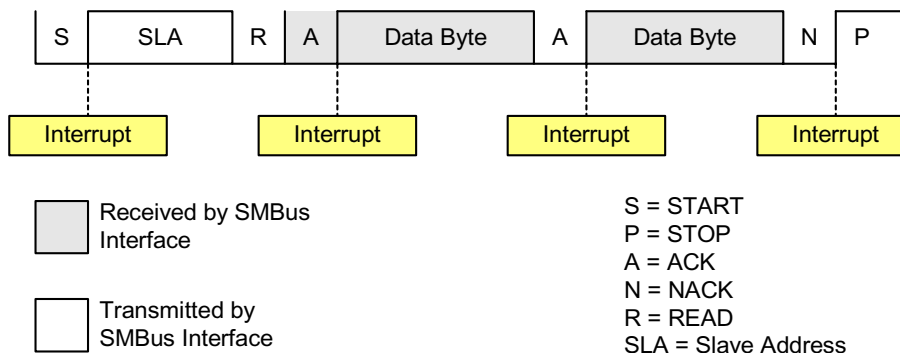 S SLA R A Data Byte A Data Byte N P
Interrupt Interrupt Interrupt Interrupt
Received by SMBus
Interface
Transmitted by
SMBus Interface
S = START
P = STOP
A = ACK
N = NACK
R = READ
SLA = Slave Address